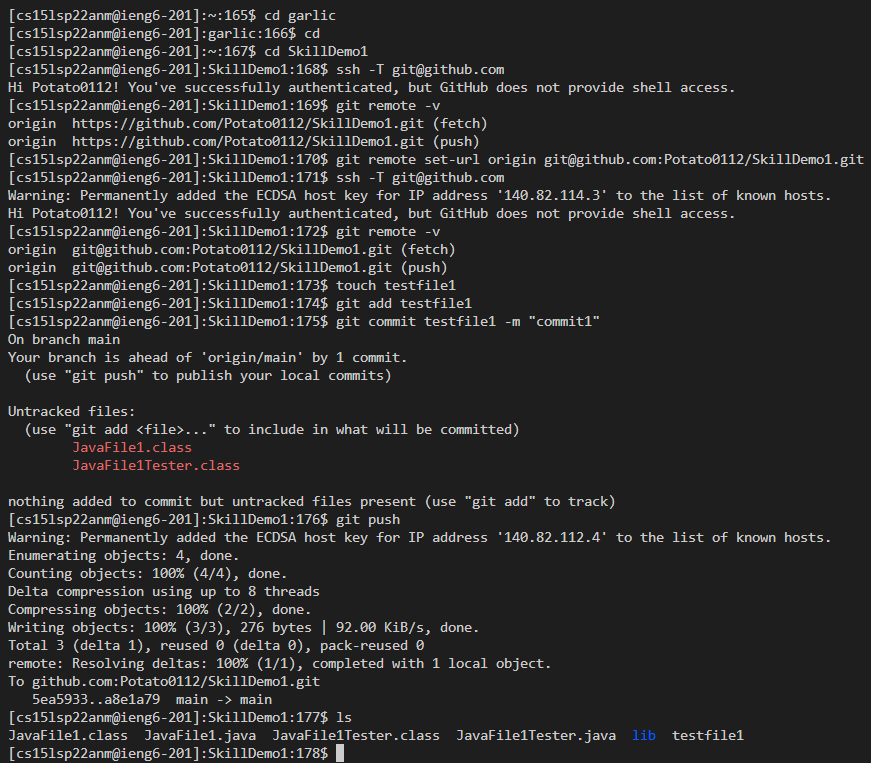 [cs15lsp22anm@ieng6-201]:~:165$ cd garlic
[cs15lsp22anm@ieng6-201]:garlic:166$ cd
[cs15lsp22anm@ieng6-201]:~:167$ cd SkillDemo1
[cs15lsp22anm@ieng6-201]:SkillDemo1:168$ ssh -T git@github.com
Hi Potato0112! You've successfully authenticated, but GitHub does not provide shell access.
[cs15lsp22anm@ieng6-201]:SkillDemo1:169$ git remote -v
origin  https://github.com/Potato0112/SkillDemo1.git (fetch)
origin  https://github.com/Potato0112/SkillDemo1.git (push)
[cs15lsp22anm@ieng6-201]:SkillDemo1:170$ git remote set-url origin git@github.com:Potato0112/SkillDemo1.git
[cs15lsp22anm@ieng6-201]:SkillDemo1:171$ ssh -T git@github.com
Warning: Permanently added the ECDSA host key for IP address '140.82.114.3' to the list of known hosts.
Hi Potato0112! You've successfully authenticated, but GitHub does not provide shell access.
[cs15lsp22anm@ieng6-201]:SkillDemo1:172$ git remote -v
origin  git@github.com:Potato0112/SkillDemo1.git (fetch)
origin  git@github.com:Potato0112/SkillDemo1.git (push)
[cs15lsp22anm@ieng6-201]:SkillDemo1:173$ touch testfile1
[cs15lsp22anm@ieng6-201]:SkillDemo1:174$ git add testfile1
[cs15lsp22anm@ieng6-201]:SkillDemo1:175$ git commit testfile1 -m "commit1"
On branch main
Your branch is ahead of 'origin/main' by 1 commit.
  (use "git push" to publish your local commits)

Untracked files:
  (use "git add <file>..." to include in what will be committed)
        JavaFile1.class
        JavaFile1Tester.class

nothing added to commit but untracked files present (use "git add" to track)
[cs15lsp22anm@ieng6-201]:SkillDemo1:176$ git push
Warning: Permanently added the ECDSA host key for IP address '140.82.112.4' to the list of known hosts.
Enumerating objects: 4, done.
Counting objects: 100% (4/4), done.
Delta compression using up to 8 threads
Compressing objects: 100% (2/2), done.
Writing objects: 100% (3/3), 276 bytes | 92.00 KiB/s, done.
Total 3 (delta 1), reused 0 (delta 0), pack-reused 0
remote: Resolving deltas: 100% (1/1), completed with 1 local object.
To github.com:Potato0112/SkillDemo1.git
   5ea5933..a8e1a79  main -> main
[cs15lsp22anm@ieng6-201]:SkillDemo1:177$ ls
JavaFile1.class  JavaFile1.java  JavaFile1Tester.class  JavaFile1Tester.java  lib  testfile1
[cs15lsp22anm@ieng6-201]:SkillDemo1:178$